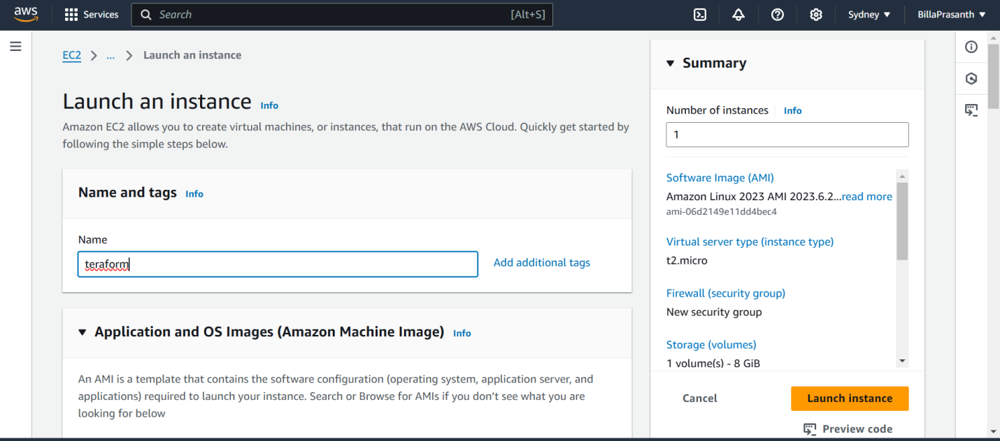 aws
Services
Search
[Alt+S]
Sydney
BillaPrasanth
EC2
...
Launch an instance
Launch an instance Info
Amazon EC2 allows you to create virtual machines, or instances, that run on the AWS Cloud. Quickly get started by
following the simple steps below.
Name and tags Info
Name
teraform
Add additional tags
Application and OS Images (Amazon Machine Image) Info
An AMI is a template that contains the software configuration (operating system, application server, and
applications) required to launch your instance. Search or Browse for AMIs if you don't see what you are
looking for below
Summary
Number of instances Info
1
Software Image (AMI)
Amazon Linux 2023 AMI 2023.6.2...read more
ami-06d2149e11dd4bec4
Virtual server type (instance type)
t2.micro
Firewall (security group)
New security group
Storage (volumes)
1 volume(s) - 8 GiB
Cancel
Launch instance
Preview code